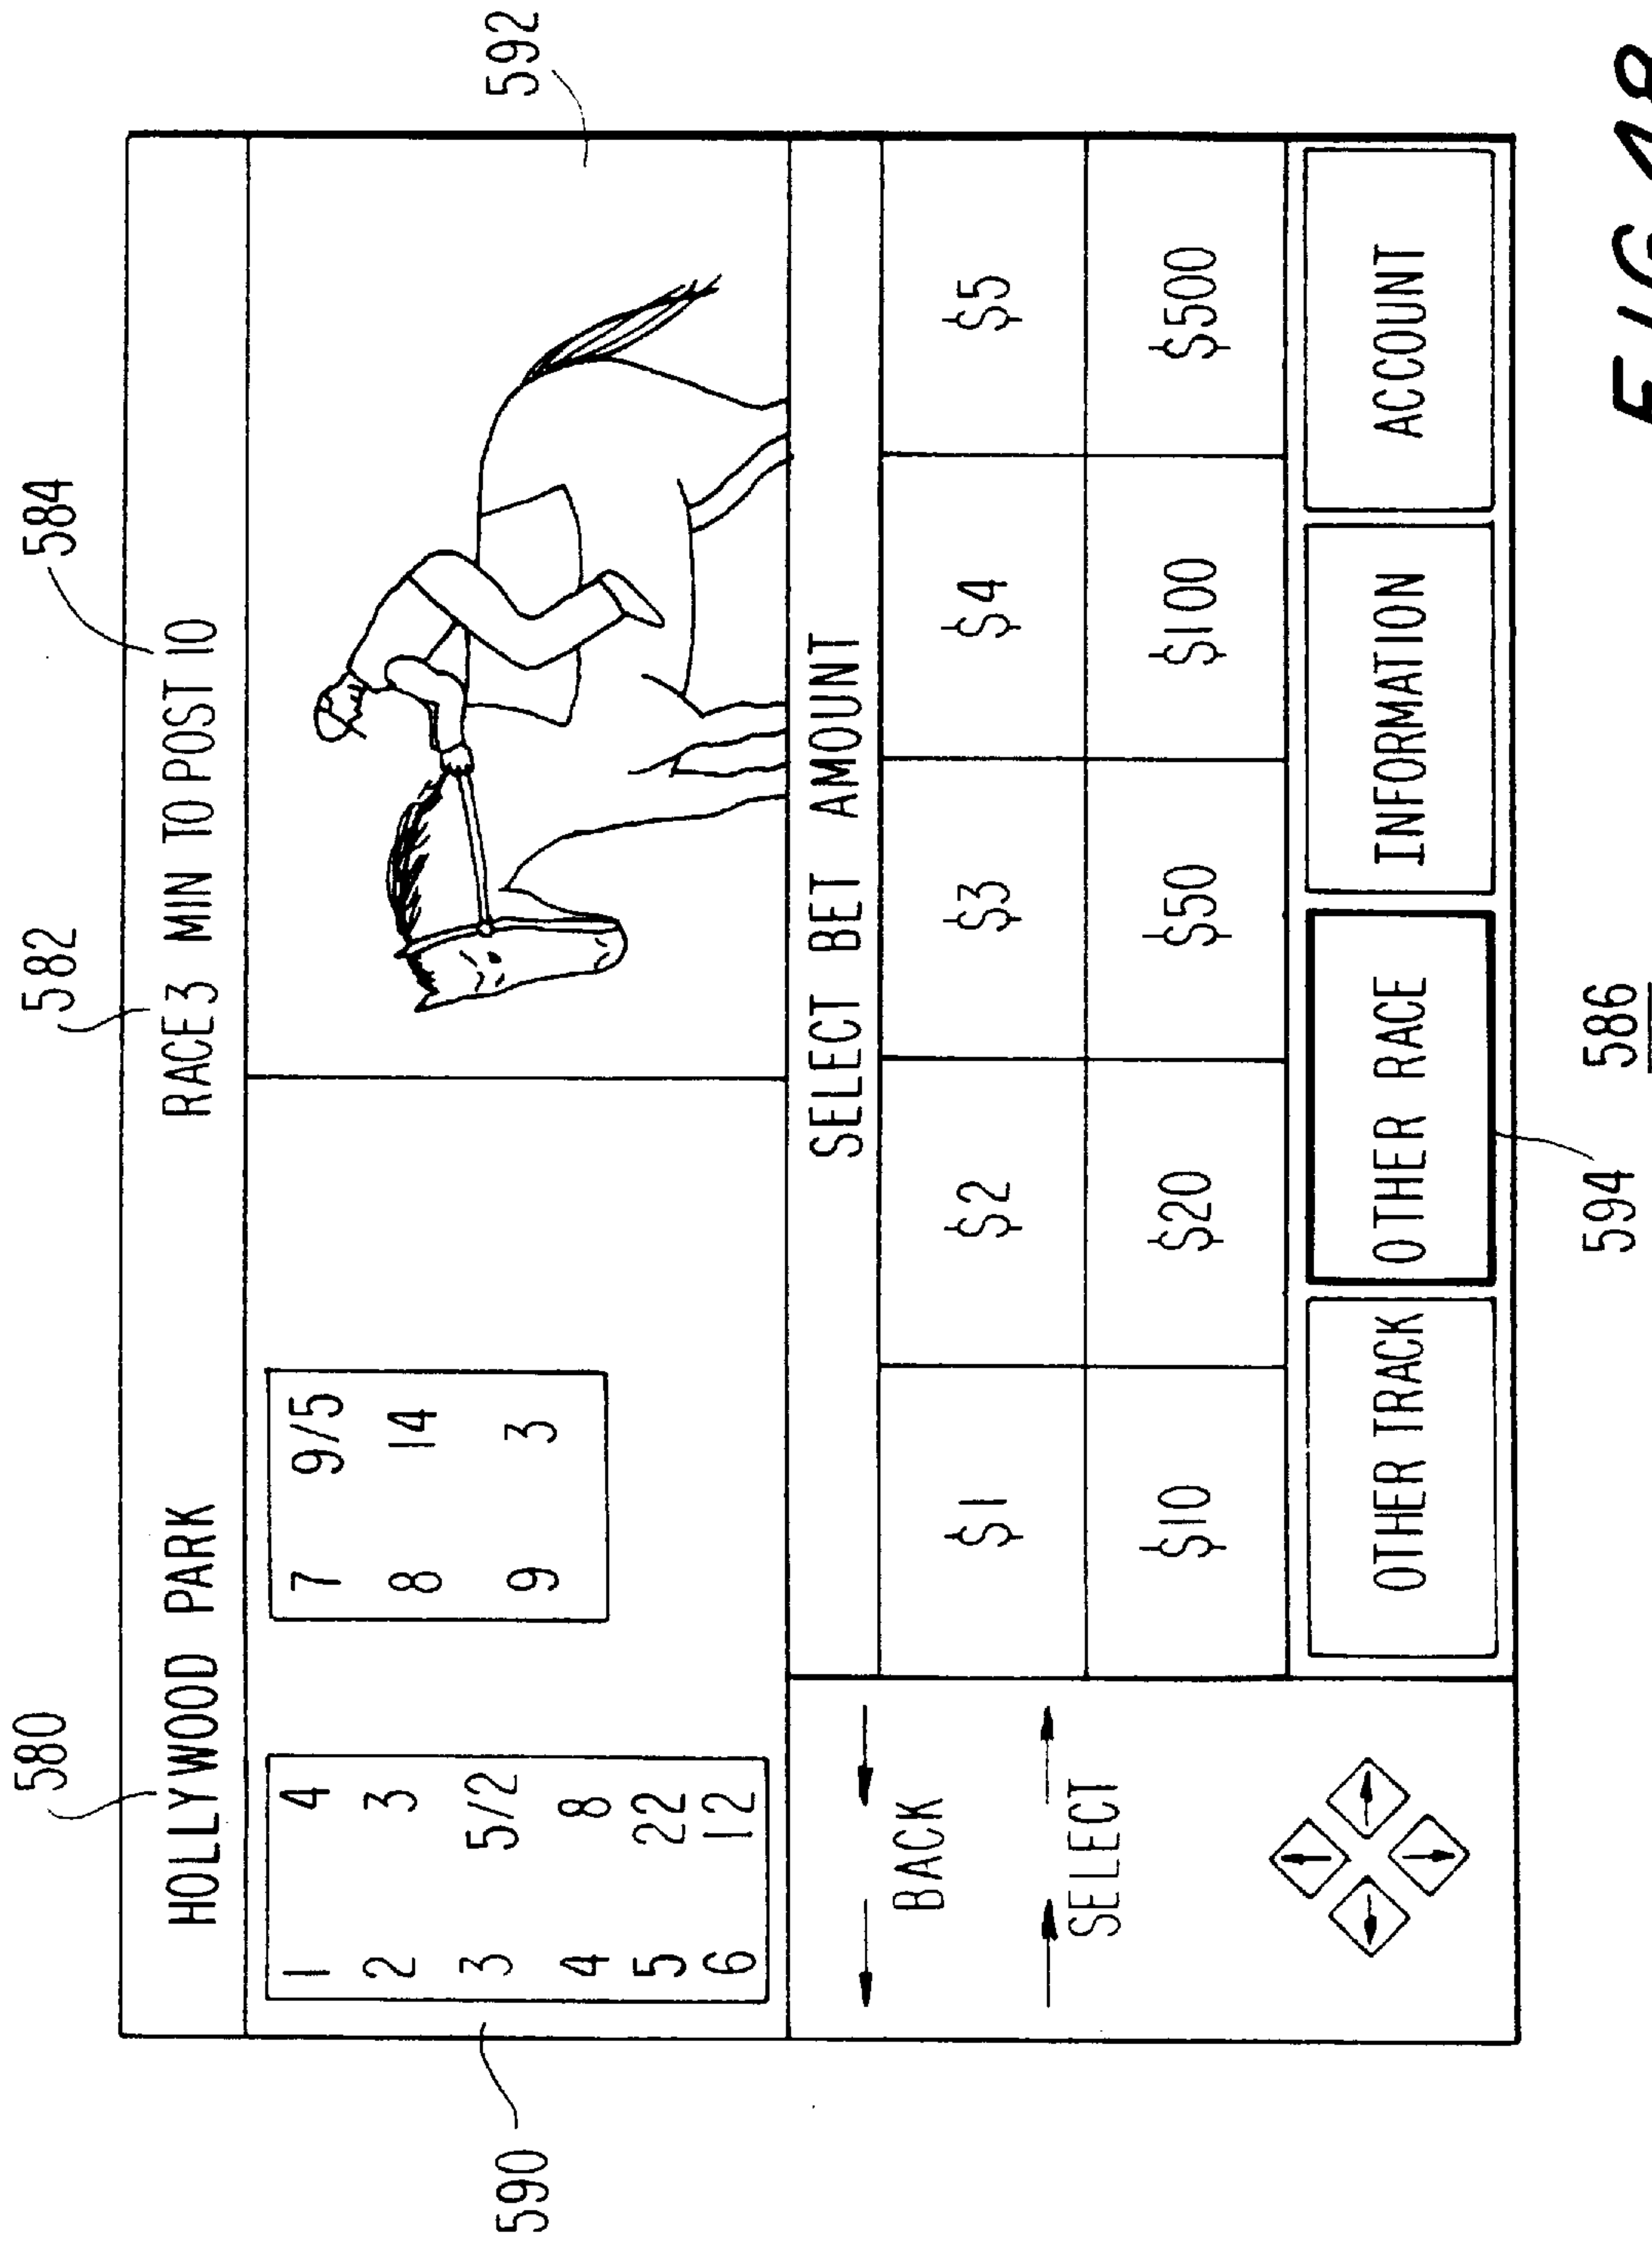 580 582 584
HOLLYWOOD PARK RACE 3 MIN TO POST 10
590
1 4
2 3
3 5/2
4 8
5 22
6 12
7 9/5
8 14
9 3
592
BACK
SELECT
SELECT BET AMOUNT
$1 $2 $3 $4 $5
$10 $20 $50 $100 $500
OTHER TRACK OTHER RACE INFORMATION ACCOUNT
594 586
FIG. 48